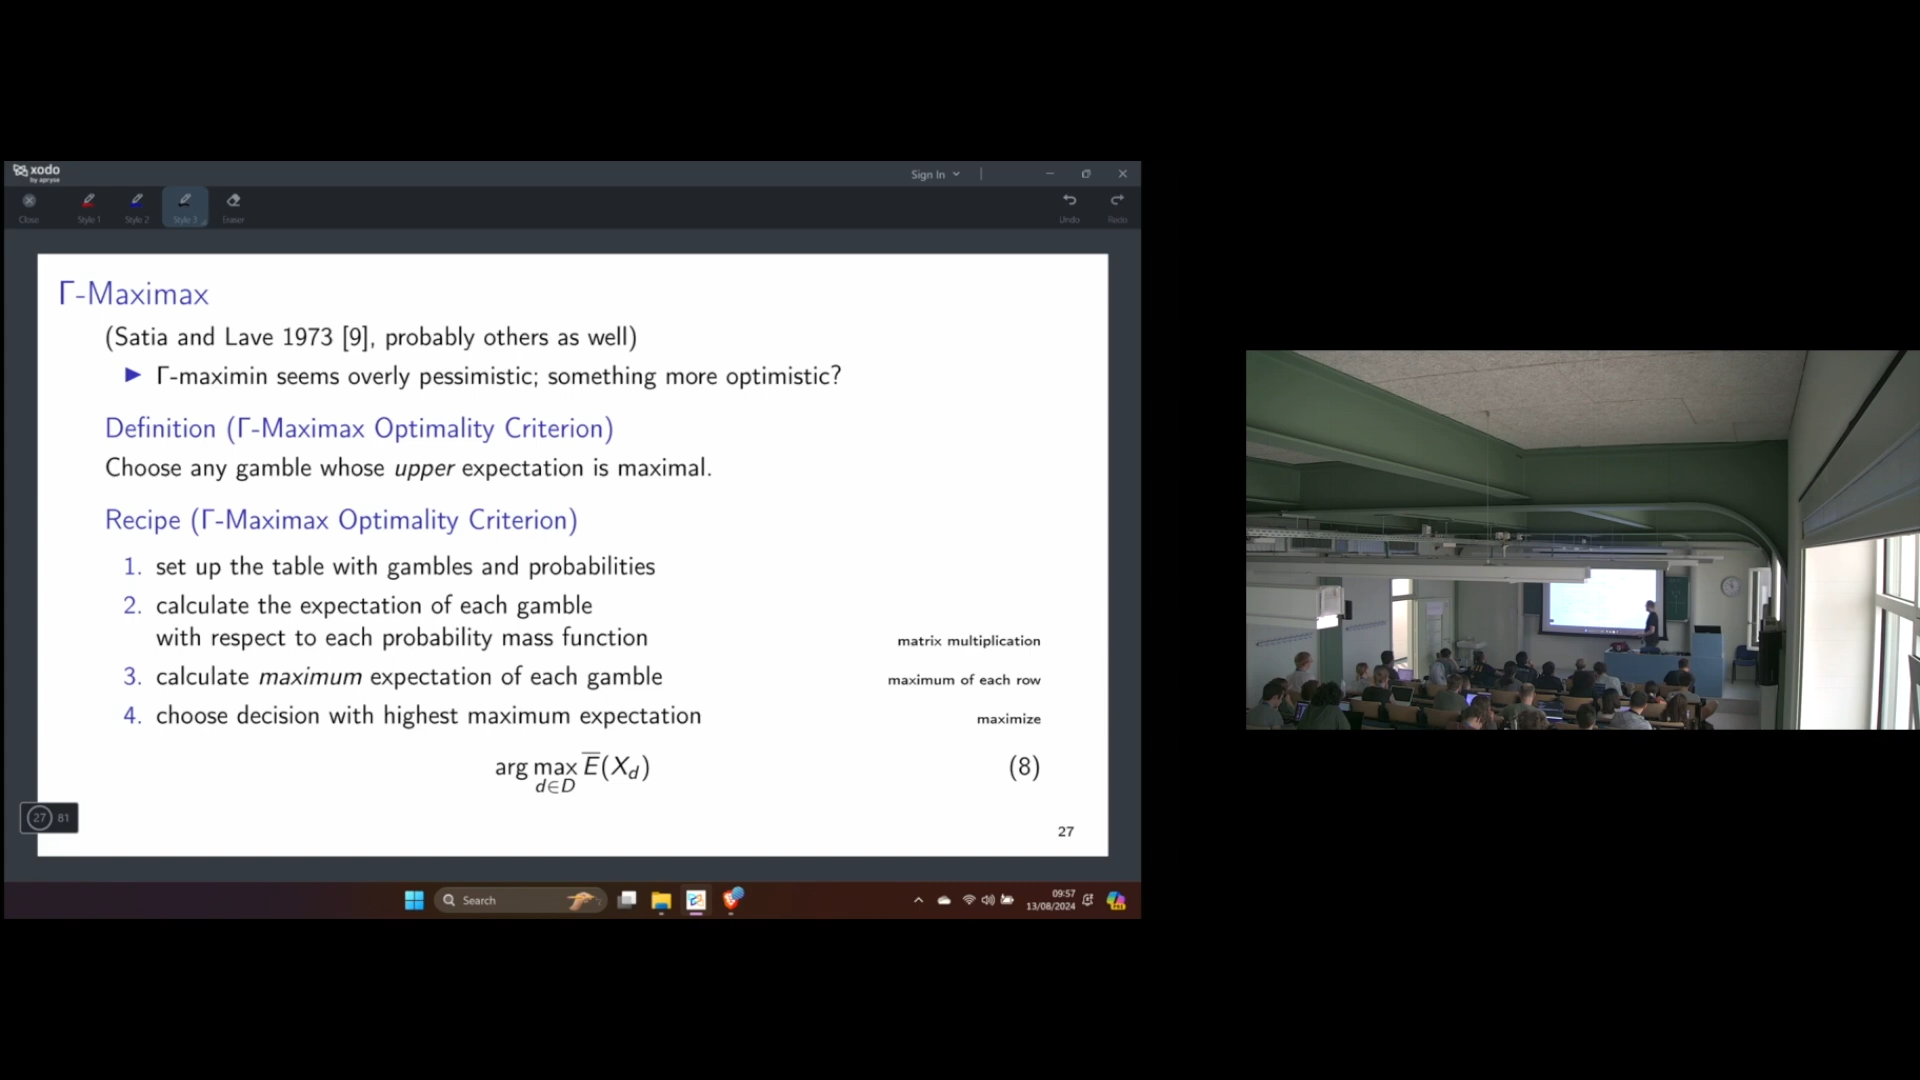 xodo
by apryse
Sign In
Close
Style 1
Style 2
Style 3
Eraser
Undo
Redo
Γ-Maximax
(Satia and Lave 1973 [9], probably others as well)
▶ Γ-maximin seems overly pessimistic; something more optimistic?
Definition (Γ-Maximax Optimality Criterion)
Choose any gamble whose upper expectation is maximal.
Recipe (Γ-Maximax Optimality Criterion)
1. set up the table with gambles and probabilities
2. calculate the expectation of each gamble
with respect to each probability mass function matrix multiplication
3. calculate maximum expectation of each gamble maximum of each row
4. choose decision with highest maximum expectation maximize
arg max E̅(X_d) (8)
d∈D
27 81
27
Search
09:57
13/08/2024